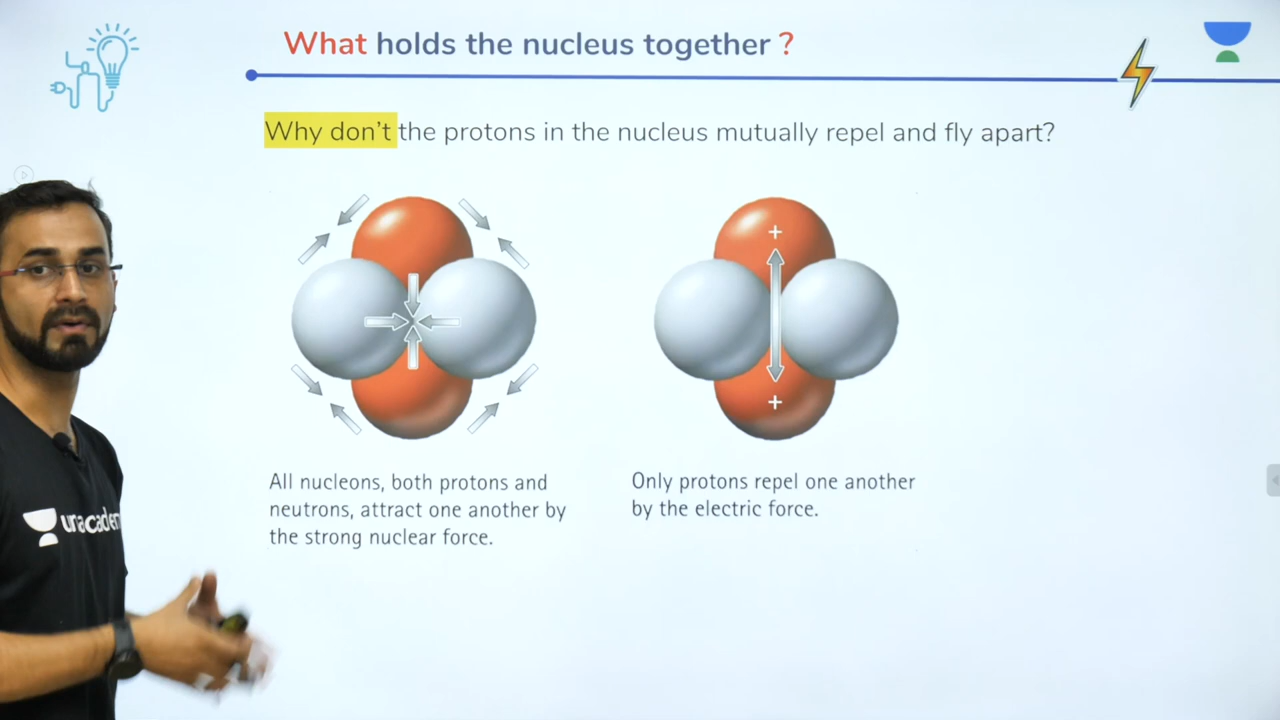 What holds the nucleus together ?
Why don't the protons in the nucleus mutually repel and fly apart?
+
+
All nucleons, both protons and
neutrons, attract one another by
the strong nuclear force.
Only protons repel one another
by the electric force.